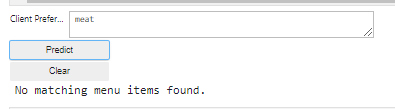 Client Prefer... meat
Predict
Clear
No matching menu items found.